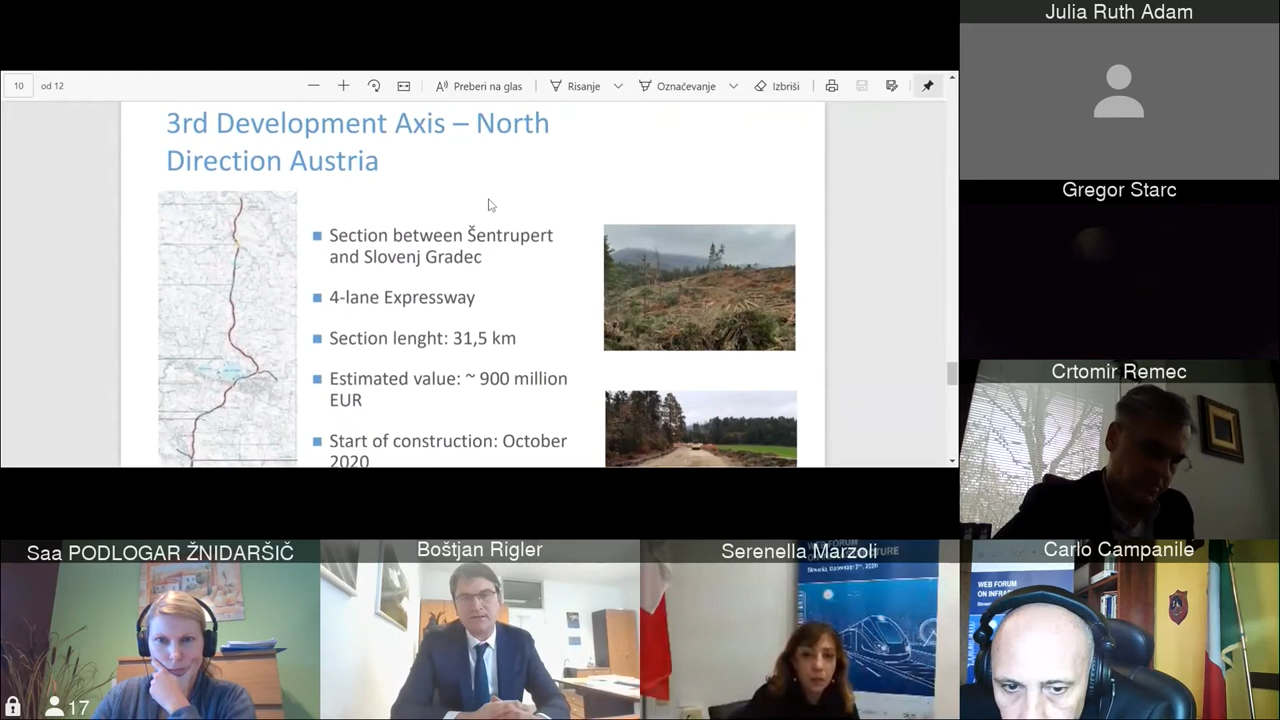 Julia Ruth Adam
10 od 12
Preberi na glas
Risanje
Označevanje
Izbriši
3rd Development Axis – North
Direction Austria
Section between Šentrupert
and Slovenj Gradec
4-lane Expressway
Section lenght: 31,5 km
Estimated value: ~ 900 million
EUR
Start of construction: October
2020
Gregor Starc
Crtomir Remec
Saa PODLOGAR ŽNIDARŠIČ
Boštjan Rigler
Serenella Marzoli
Carlo Campanile
17
WEB FORUM